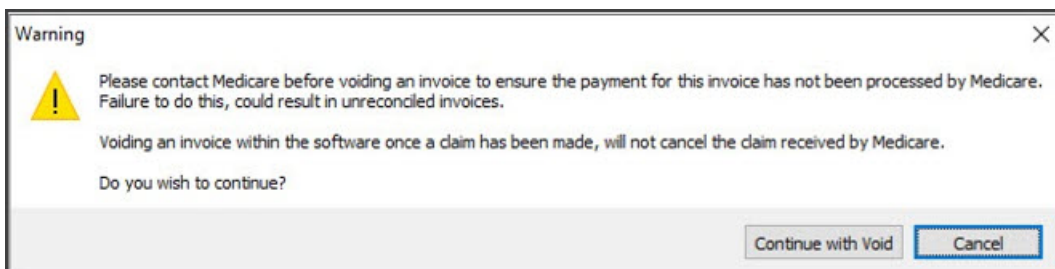 Warning
Please contact Medicare before voiding an invoice to ensure the payment for this invoice has not been processed by Medicare.
Failure to do this, could result in unreconciled invoices.
Voiding an invoice within the software once a claim has been made, will not cancel the claim received by Medicare.
Do you wish to continue?
Continue with Void
Cancel